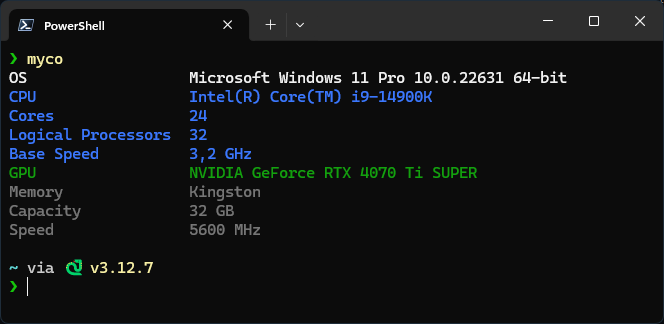 PowerShell
❯ myco
OS Microsoft Windows 11 Pro 10.0.22631 64-bit
CPU Intel(R) Core(TM) i9-14900K
Cores 24
Logical Processors 32
Base Speed 3,2 GHz
GPU NVIDIA GeForce RTX 4070 Ti SUPER
Memory Kingston
Capacity 32 GB
Speed 5600 MHz
~ via v3.12.7
❯